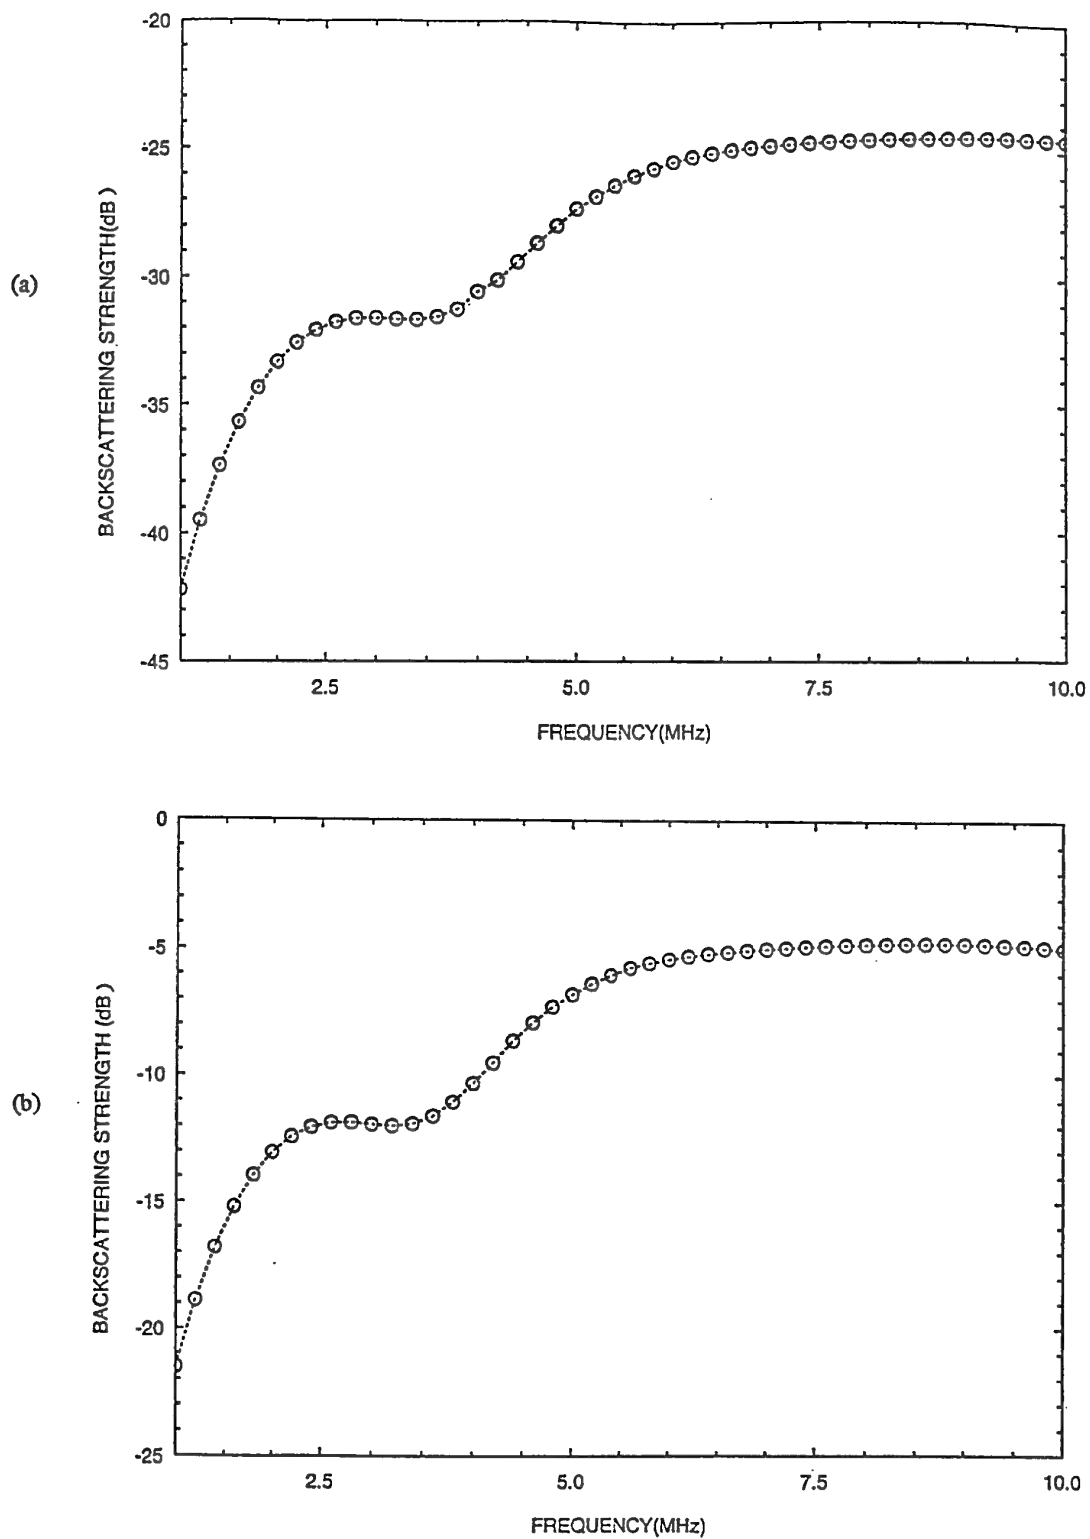 (a)
BACKSCATTERING STRENGTH(dB)
-20
-25
-30
-35
-40
-45
2.5 5.0 7.5 10.0
FREQUENCY(MHz)
(b)
BACKSCATTERING STRENGTH (dB)
0
-5
-10
-15
-20
-25
2.5 5.0 7.5 10.0
FREQUENCY(MHz)